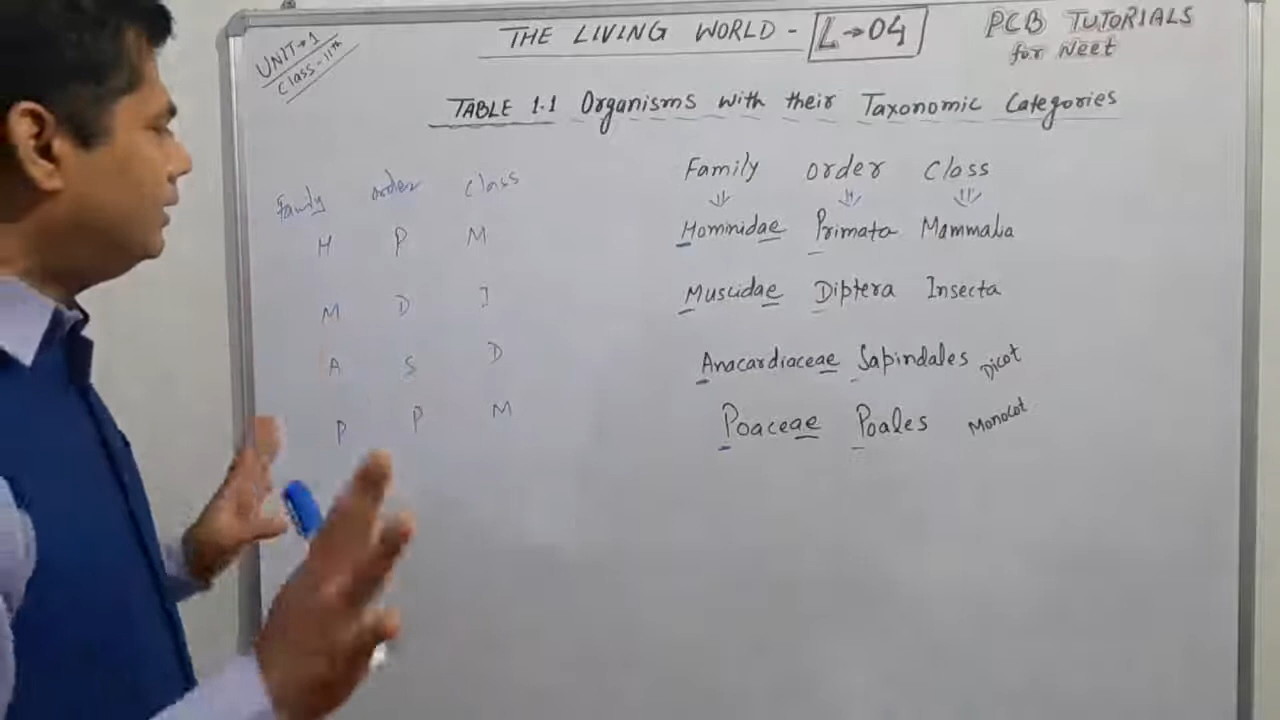 UNIT→1
Class-11th
THE LIVING WORLD - L→04
PCB TUTORIALS
for Neet
TABLE 1.1 Organisms with their Taxonomic Categories
Family order class
H P M
M D I
A S D
P P M
Family order Class
Hominidae Primata Mammalia
Muscidae Diptera Insecta
Anacardiaceae Sapindales Dicot
Poaceae Poales Monocot